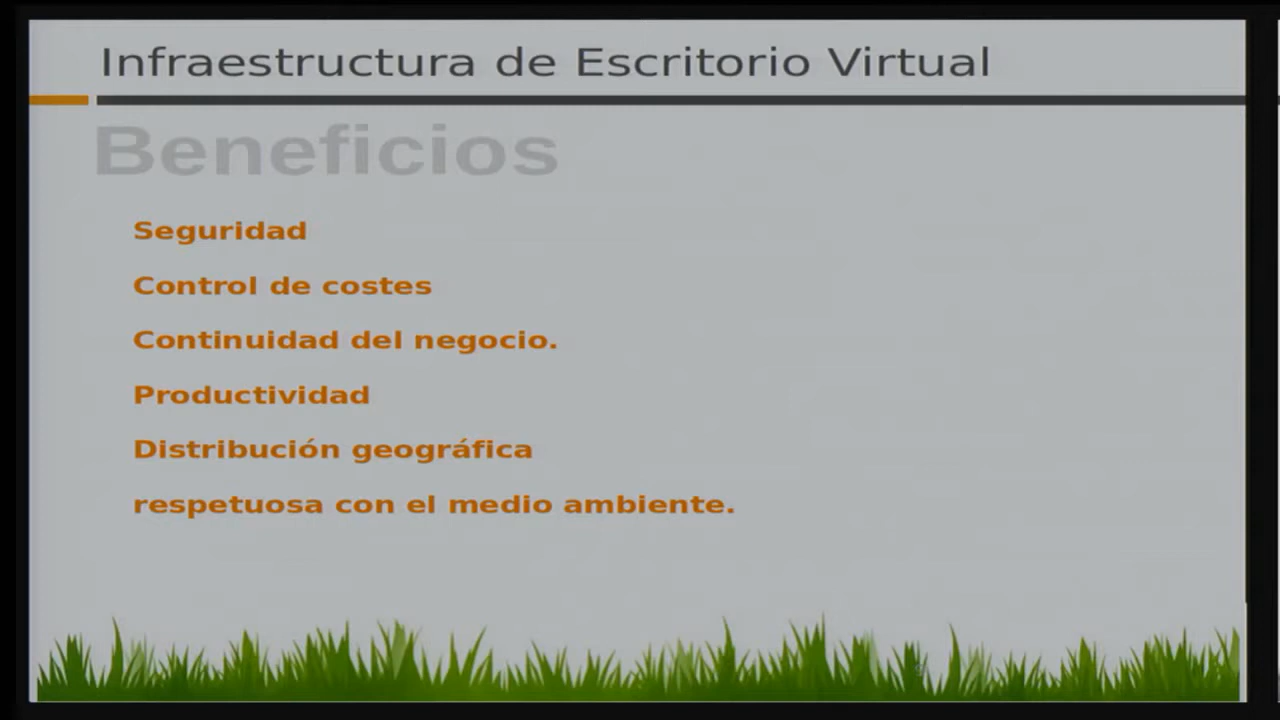 Infraestructura de Escritorio Virtual
Beneficios
Seguridad
Control de costes
Continuidad del negocio.
Productividad
Distribución geográfica
respetuosa con el medio ambiente.